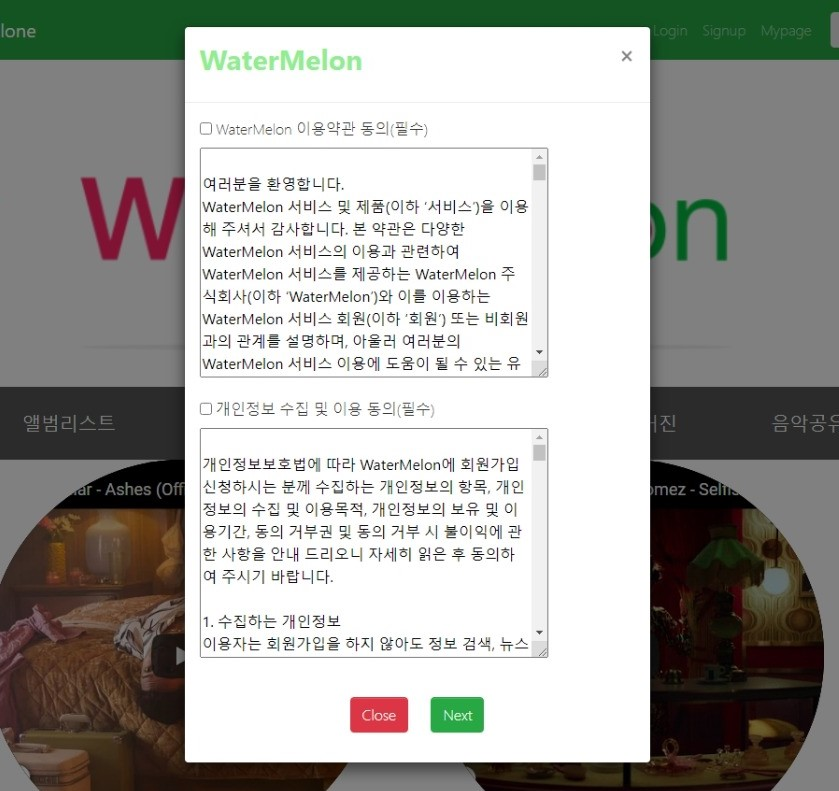 lone
Login Signup Mypage
WaterMelon
×
WaterMelon 이용약관 동의(필수)
여러분을 환영합니다.
WaterMelon 서비스 및 제품(이하 ‘서비스’)을 이용
해 주셔서 감사합니다. 본 약관은 다양한
WaterMelon 서비스의 이용과 관련하여
WaterMelon 서비스를 제공하는 WaterMelon 주
식회사(이하 ‘WaterMelon’)와 이를 이용하는
WaterMelon 서비스 회원(이하 ‘회원’) 또는 비회원
과의 관계를 설명하며, 아울러 여러분의
WaterMelon 서비스 이용에 도움이 될 수 있는 유
개인정보 수집 및 이용 동의(필수)
개인정보보호법에 따라 WaterMelon에 회원가입
신청하시는 분께 수집하는 개인정보의 항목, 개인
정보의 수집 및 이용목적, 개인정보의 보유 및 이
용기간, 동의 거부권 및 동의 거부 시 불이익에 관
한 사항을 안내 드리오니 자세히 읽은 후 동의하
여 주시기 바랍니다.
1. 수집하는 개인정보
이용자는 회원가입을 하지 않아도 정보 검색, 뉴스
Close Next
W on
앨범리스트 음악공유
ar - Ashes (Offi omez - Selfis